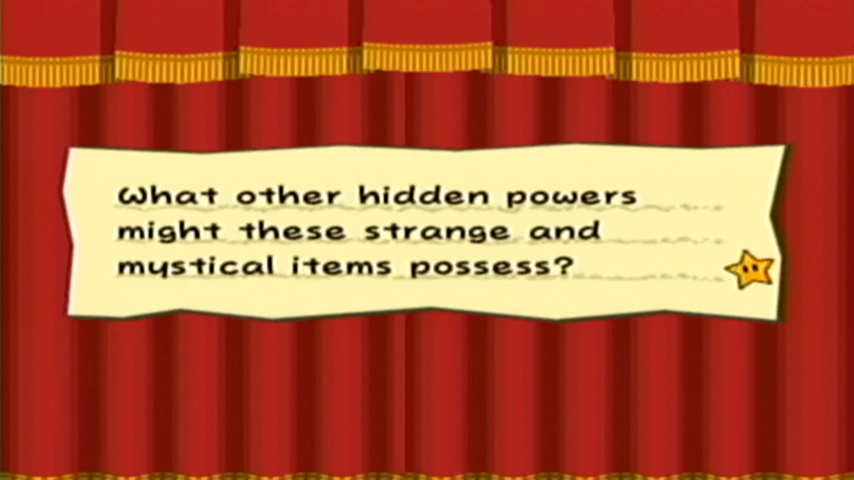 What other hidden powers
might these strange and
mystical items possess?